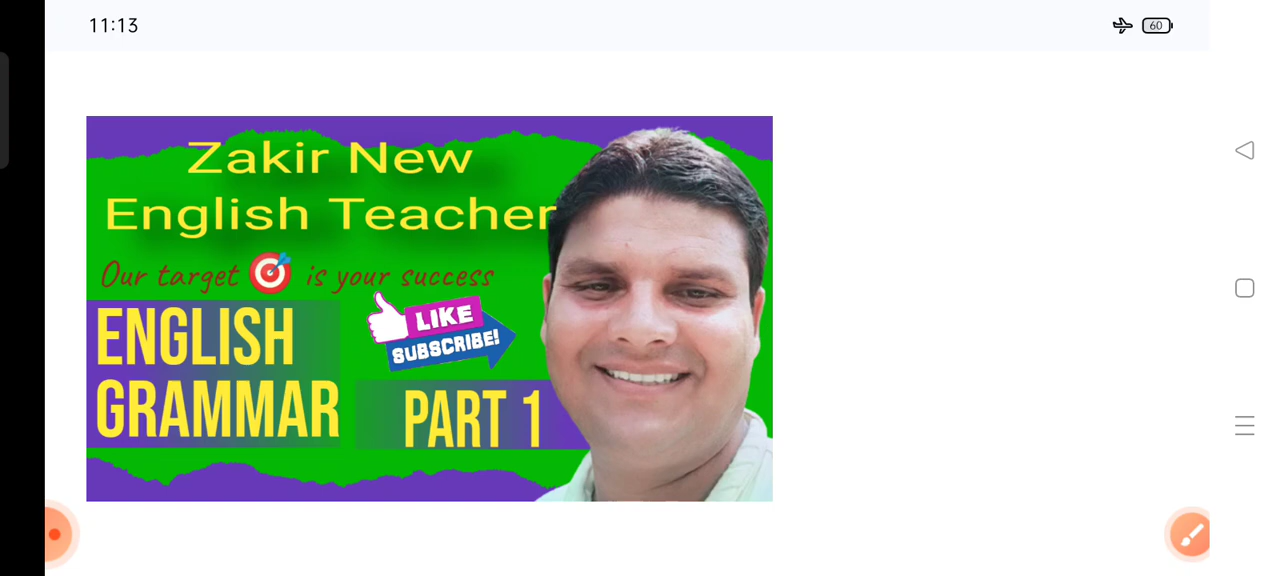 11:13
60
Zakir New
English Teacher
Our target 🎯 is your success
ENGLISH
GRAMMAR
LIKE
SUBSCRIBE!
PART 1